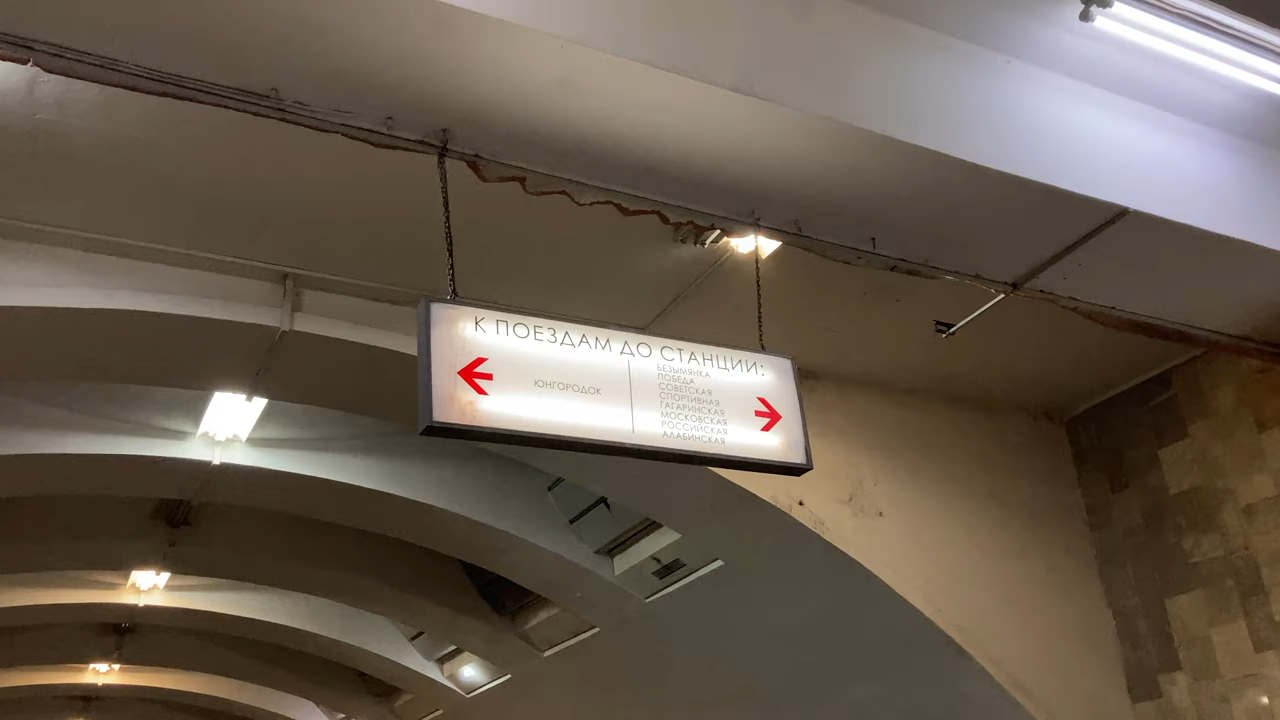 К ПОЕЗДАМ ДО СТАНЦИИ:
ЮНГОРОДОК
БЕЗЫМЯНКА
ПОБЕДА
СОВЕТСКАЯ
СПОРТИВНАЯ
ГАГАРИНСКАЯ
МОСКОВСКАЯ
РОССИЙСКАЯ
АЛАБИНСКАЯ